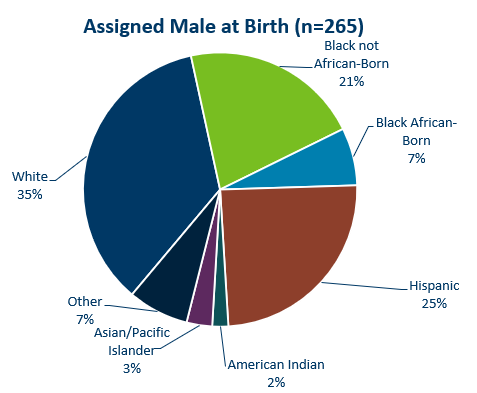 Assigned Male at Birth (n=265)
Black not
African-Born
21%
Black African-
Born
7%
Hispanic
25%
American Indian
2%
Asian/Pacific
Islander
3%
Other
7%
White
35%